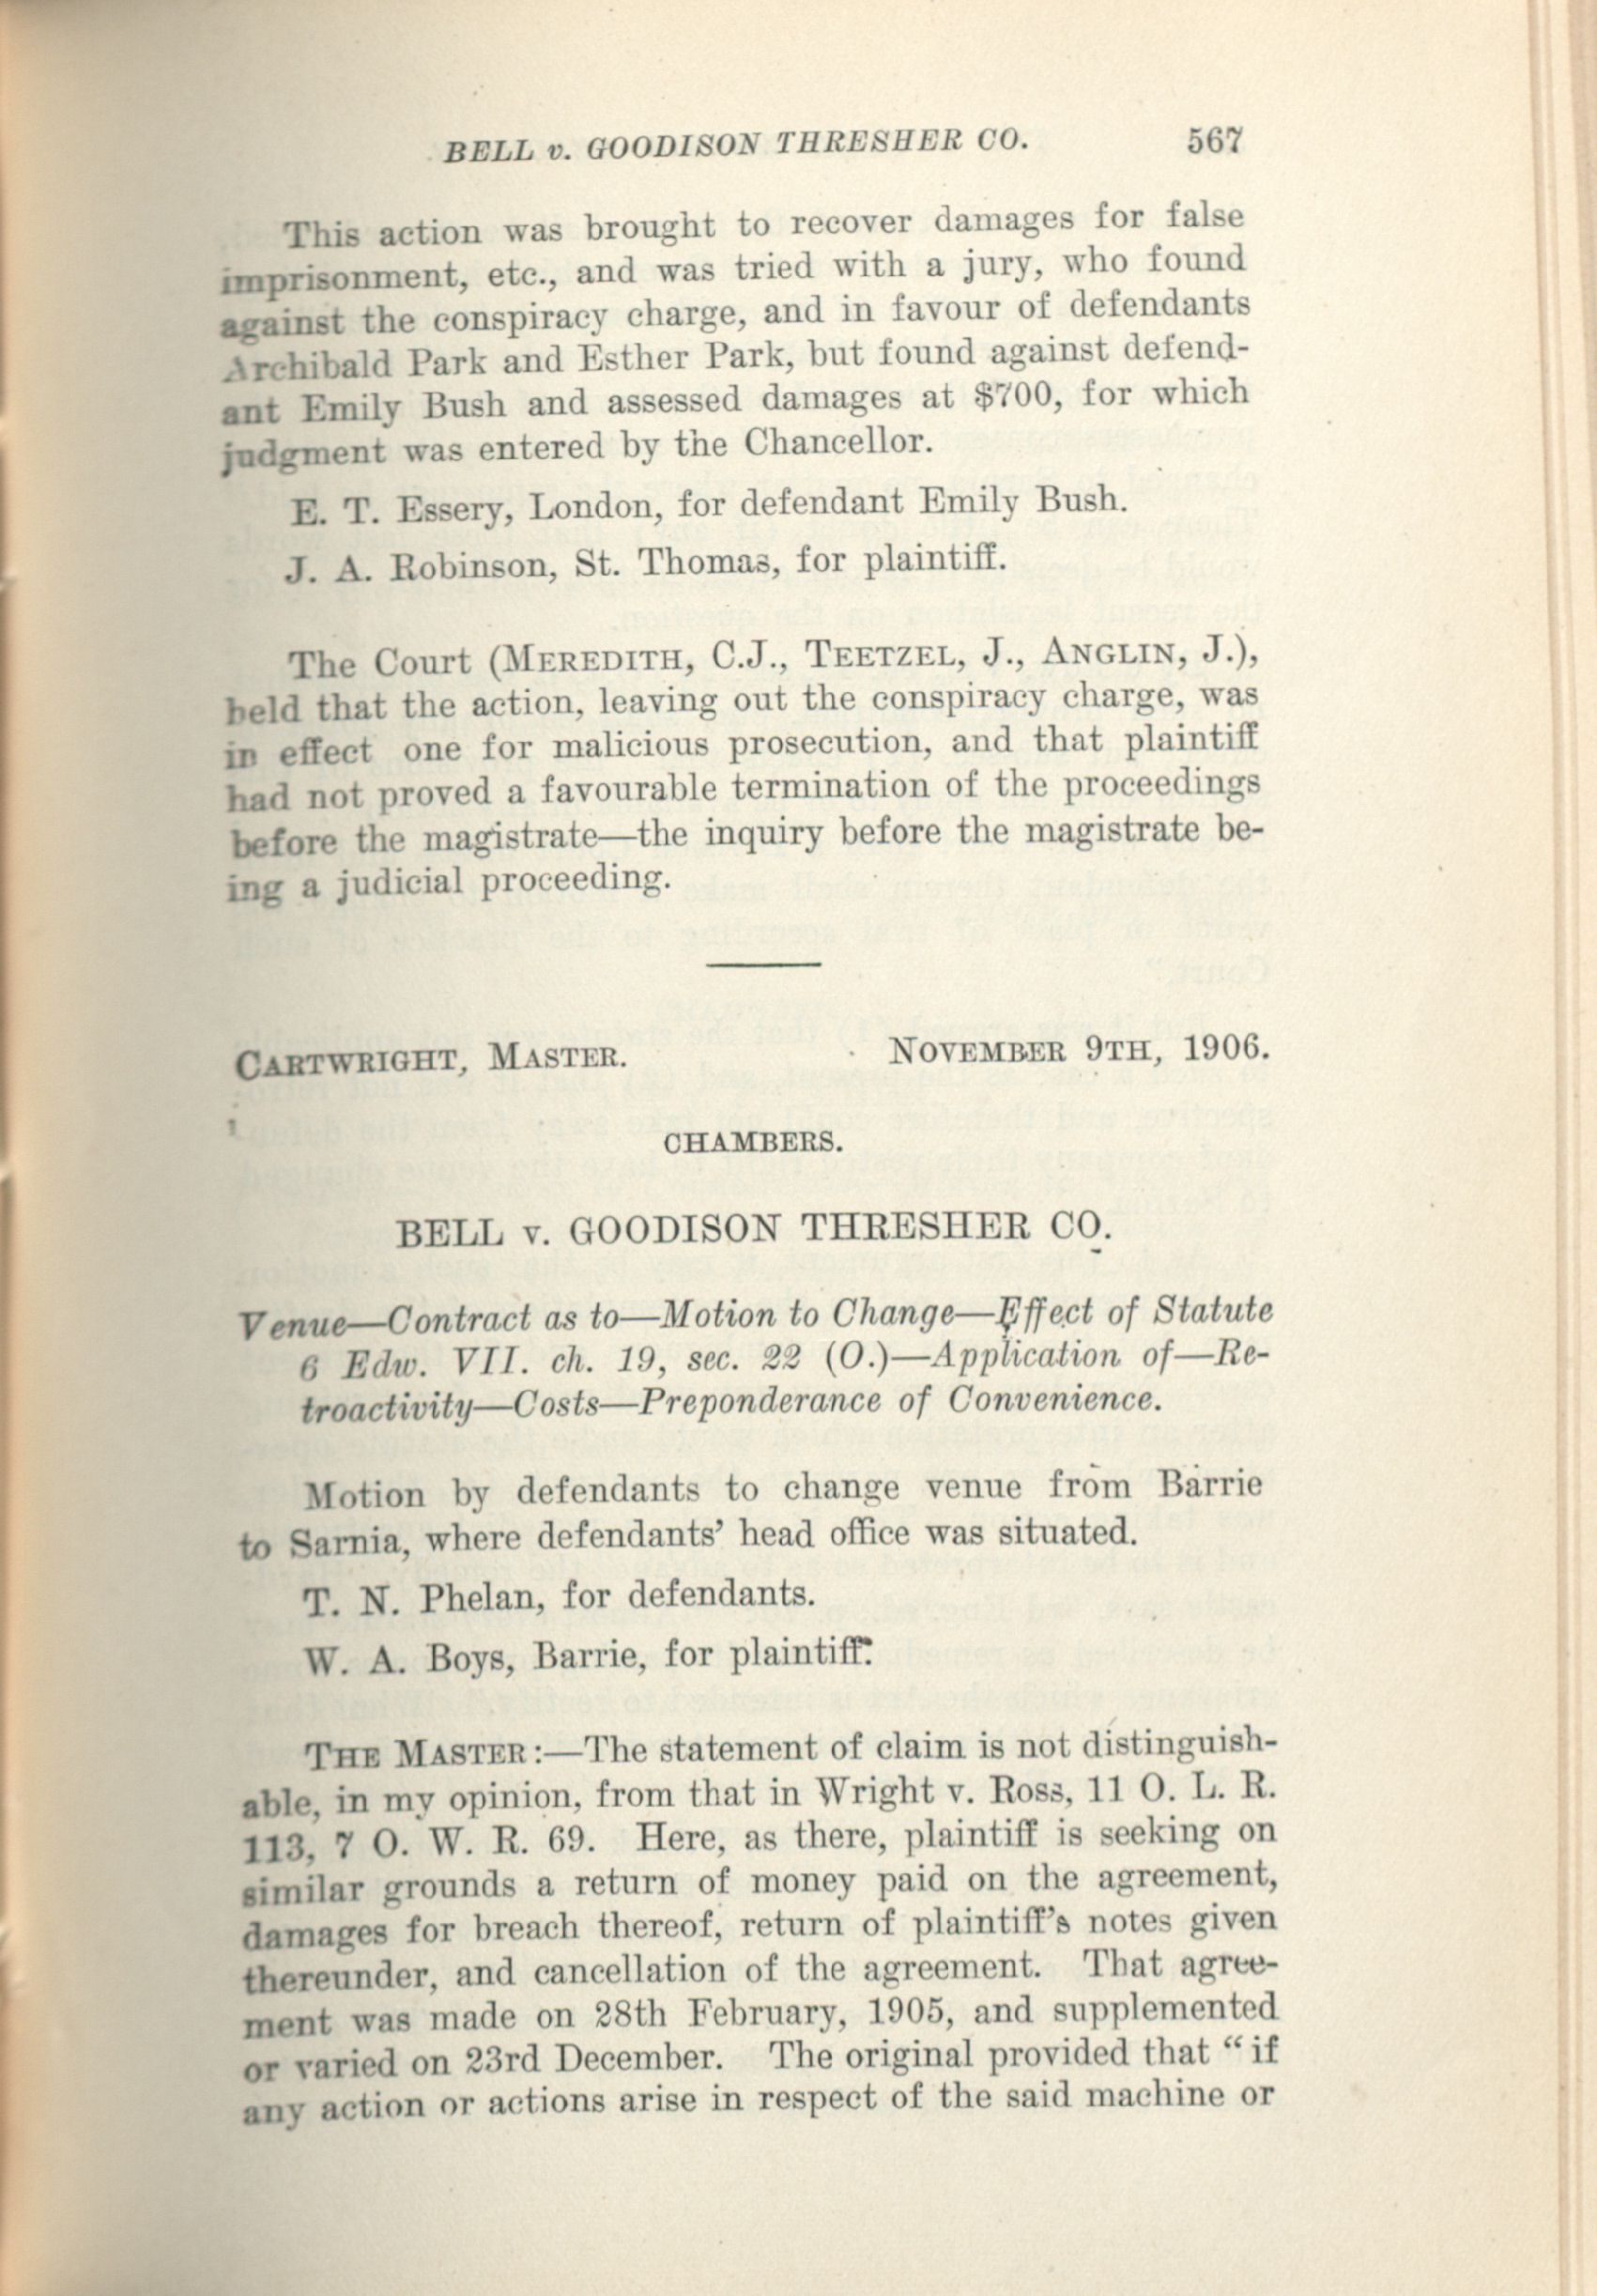 BELL v. GOODISON THRESHER CO. 567
This action was brought to recover damages for false
imprisonment, etc., and was tried with a jury, who found
against the conspiracy charge, and in favour of defendants
Archibald Park and Esther Park, but found against defend-
ant Emily Bush and assessed damages at $700, for which
judgment was entered by the Chancellor.
E. T. Essery, London, for defendant Emily Bush.
J. A. Robinson, St. Thomas, for plaintiff.
The Court (MEREDITH, C.J., TEETZEL, J., ANGLIN, J.),
held that the action, leaving out the conspiracy charge, was
in effect one for malicious prosecution, and that plaintiff
had not proved a favourable termination of the proceedings
before the magistrate—the inquiry before the magistrate be-
ing a judicial proceeding.
CARTWRIGHT, MASTER. NOVEMBER 9TH, 1906.
CHAMBERS.
BELL v. GOODISON THRESHER CO.
Venue—Contract as to—Motion to Change—Effect of Statute
6 Edw. VII. ch. 19, sec. 22 (O.)—Application of—Re-
troactivity—Costs—Preponderance of Convenience.
Motion by defendants to change venue from Barrie
to Sarnia, where defendants' head office was situated.
T. N. Phelan, for defendants.
W. A. Boys, Barrie, for plaintiff.
THE MASTER:—The statement of claim is not distinguish-
able, in my opinion, from that in Wright v. Ross, 11 O. L. R.
113, 7 O. W. R. 69. Here, as there, plaintiff is seeking on
similar grounds a return of money paid on the agreement,
damages for breach thereof, return of plaintiff's notes given
thereunder, and cancellation of the agreement. That agree-
ment was made on 28th February, 1905, and supplemented
or varied on 23rd December. The original provided that "if
any action or actions arise in respect of the said machine or